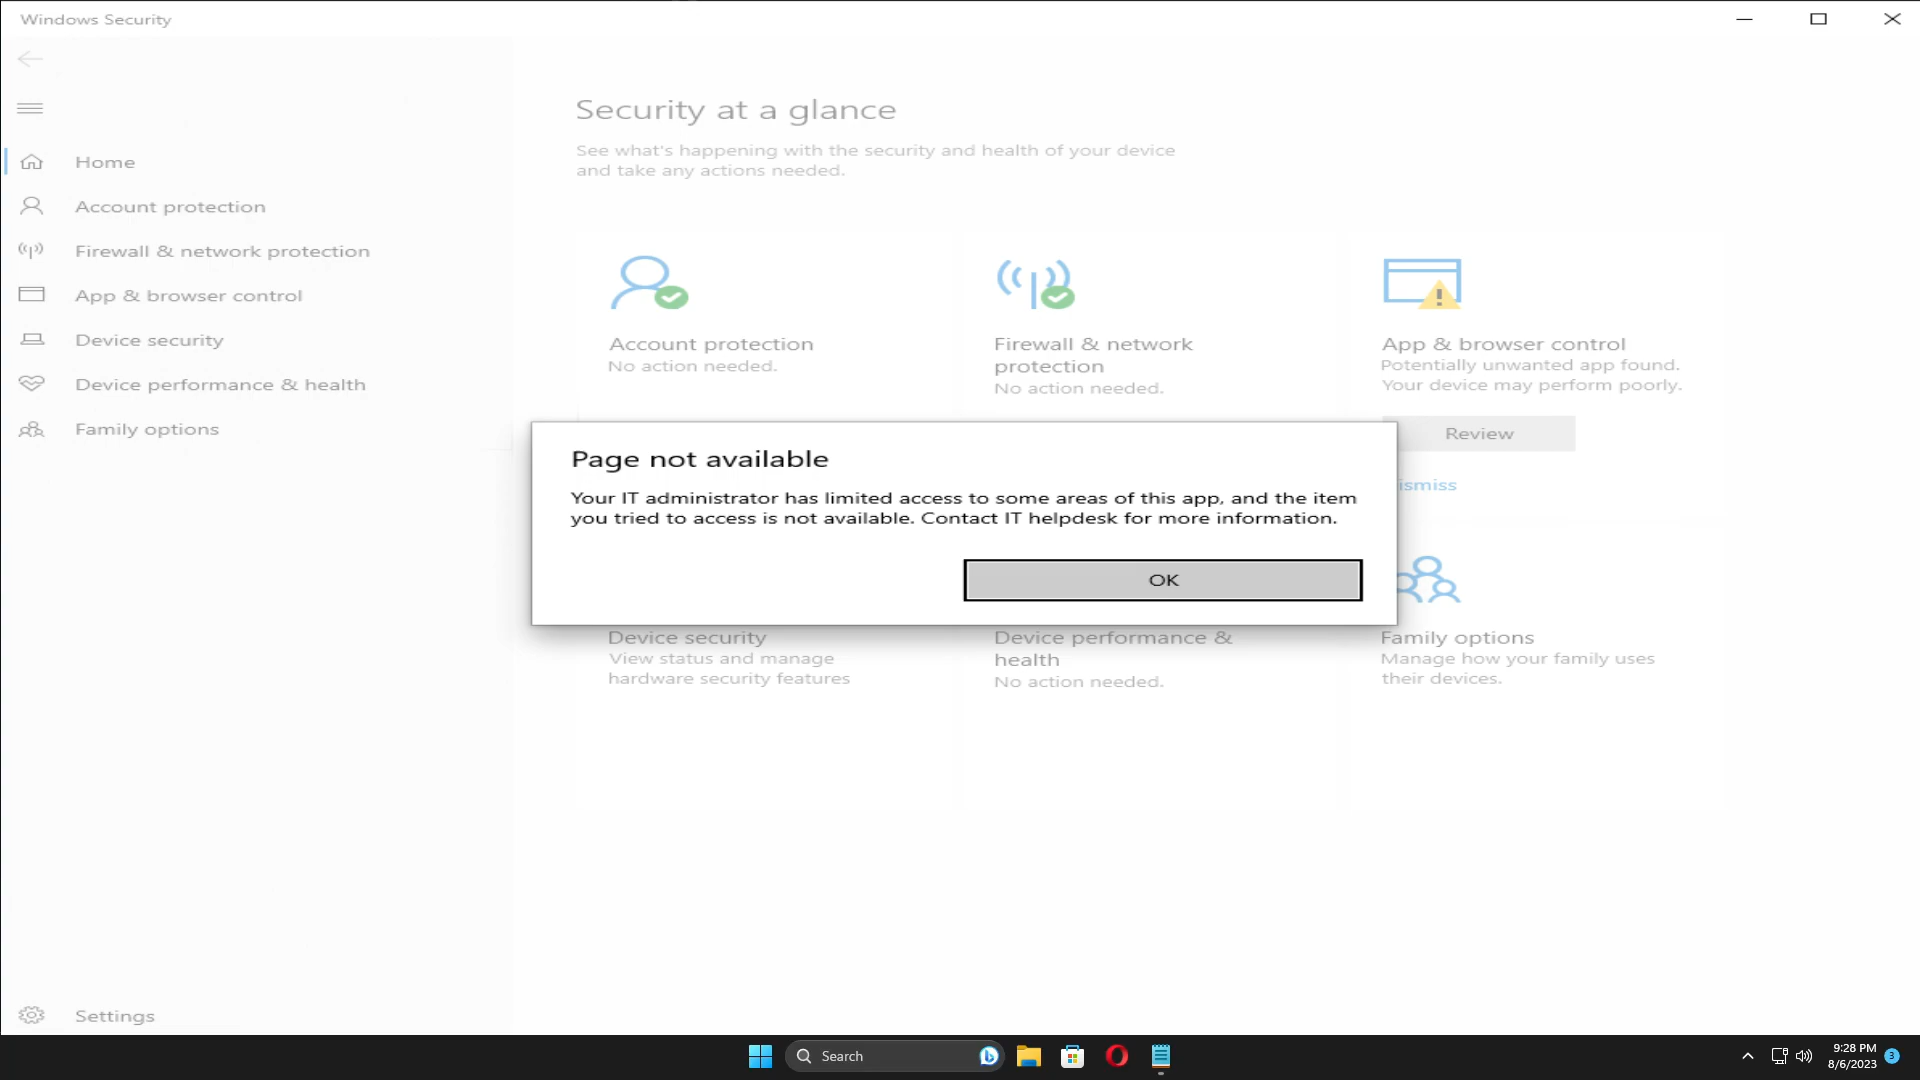 Windows Security
Home
Account protection
Firewall & network protection
App & browser control
Device security
Device performance & health
Family options
Settings
Security at a glance
See what's happening with the security and health of your device
and take any actions needed.
Account protection
No action needed.
Firewall & network
protection
No action needed.
App & browser control
Potentially unwanted app found.
Your device may perform poorly.
Review
ismiss
Page not available
Your IT administrator has limited access to some areas of this app, and the item
you tried to access is not available. Contact IT helpdesk for more information.
OK
Device security
View status and manage
hardware security features
Device performance &
health
No action needed.
Family options
Manage how your family uses
their devices.
Search
9:28 PM
8/6/2023
3